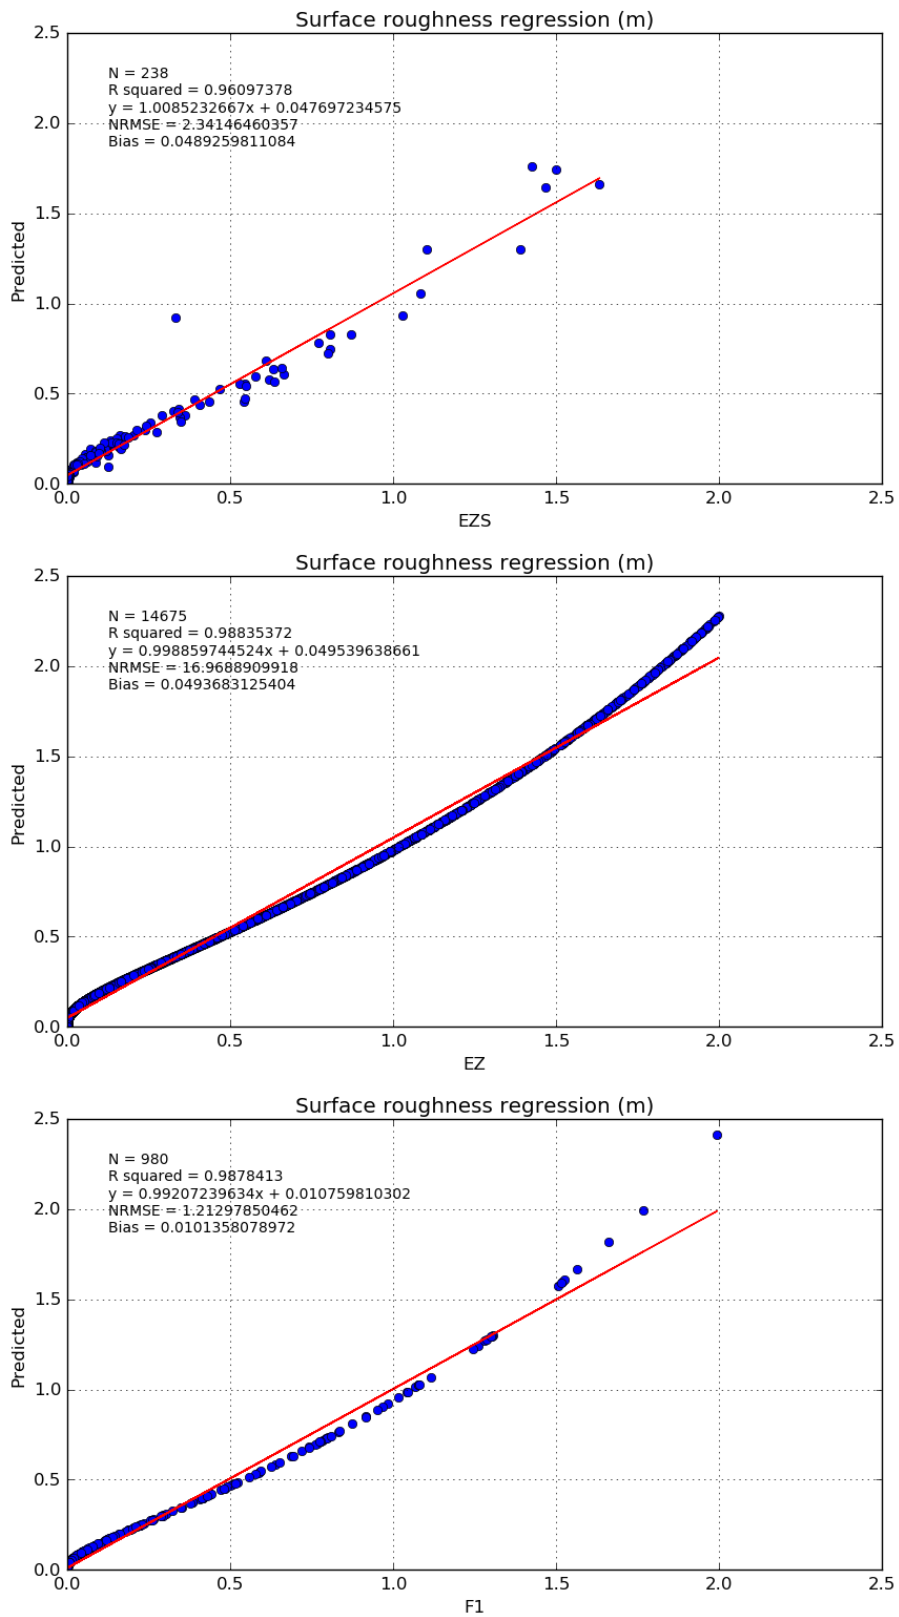 Surface roughness regression (m)
2.5
N = 238
R squared = 0.96097378
y = 1.0085232667x + 0.047697234575
2.0
NRMSE = 2.34146460357
Bias = 0.0489259811084
1.5
Predicted
1.0
0.5
0.0
0.0 0.5 1.0 1.5 2.0 2.5
EZS
Surface roughness regression (m)
2.5
N = 14675
R squared = 0.98835372
y = 0.998859744524x + 0.049539638661
2.0
NRMSE = 16.9688909918
Bias = 0.0493683125404
1.5
Predicted
1.0
0.5
0.0
0.0 0.5 1.0 1.5 2.0 2.5
EZ
Surface roughness regression (m)
2.5
N = 980
R squared = 0.9878413
y = 0.99207239634x + 0.010759810302
2.0
NRMSE = 1.21297850462
Bias = 0.0101358078972
1.5
Predicted
1.0
0.5
0.0
0.0 0.5 1.0 1.5 2.0 2.5
F1